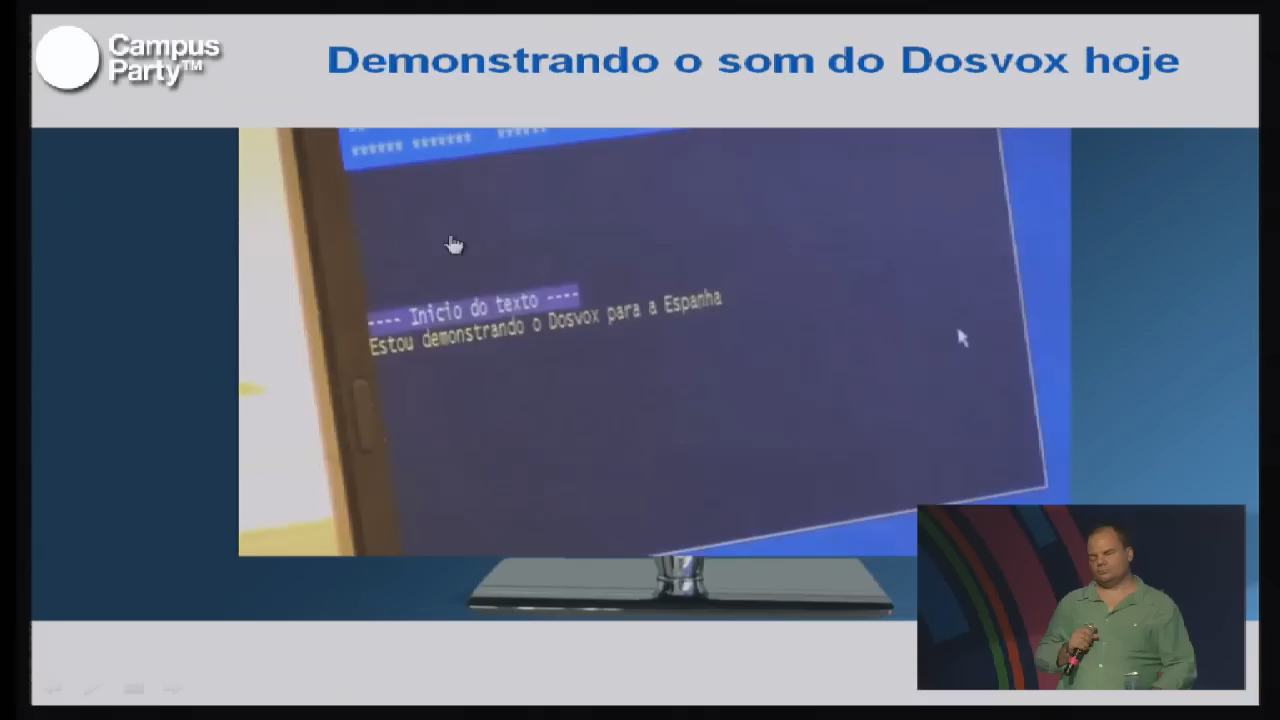 Campus
Party™
Demonstrando o som do Dosvox hoje
---- Inicio do texto ----
Estou demonstrando o Dosvox para a Espanha